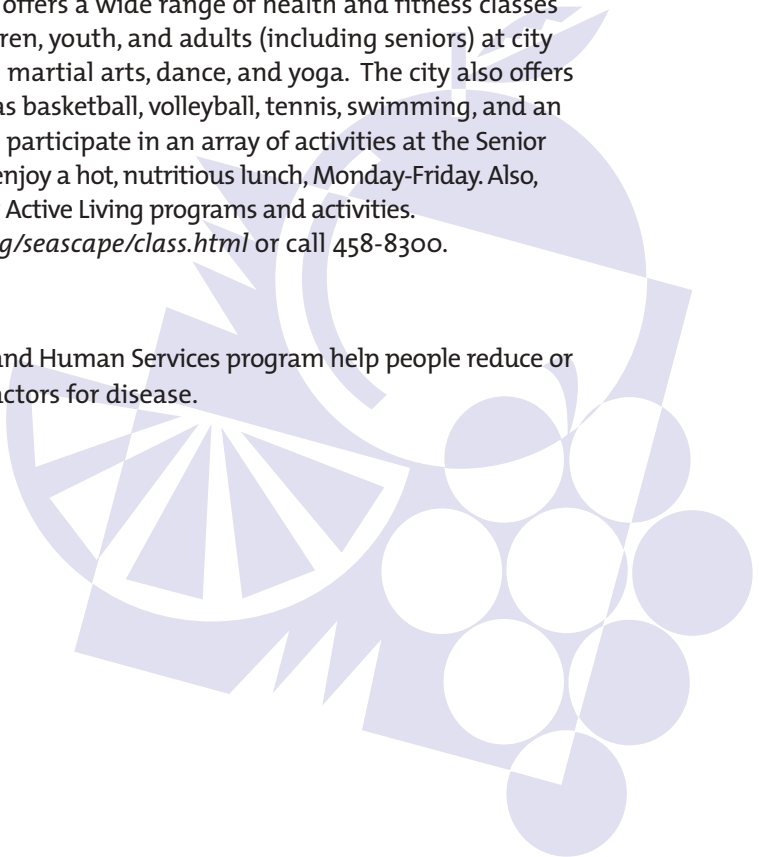 offers a wide range of health and fitness classes
ren, youth, and adults (including seniors) at city
martial arts, dance, and yoga. The city also offers
as basketball, volleyball, tennis, swimming, and an
participate in an array of activities at the Senior
enjoy a hot, nutritious lunch, Monday-Friday. Also,
Active Living programs and activities.
g/seascape/class.html or call 458-8300.
and Human Services program help people reduce or
actors for disease.